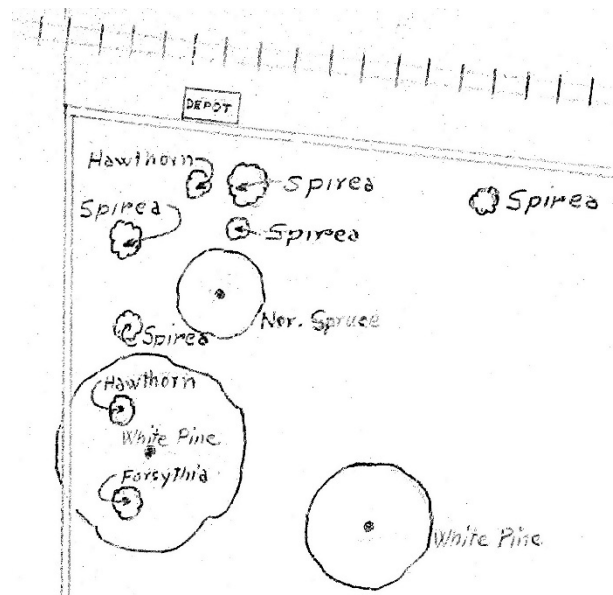 DEPOT
Hawthorn
Spirea
Spirea
Spirea
Spirea
Nor. Spruce
Spirea
Hawthorn
White Pine
Forsythia
White Pine